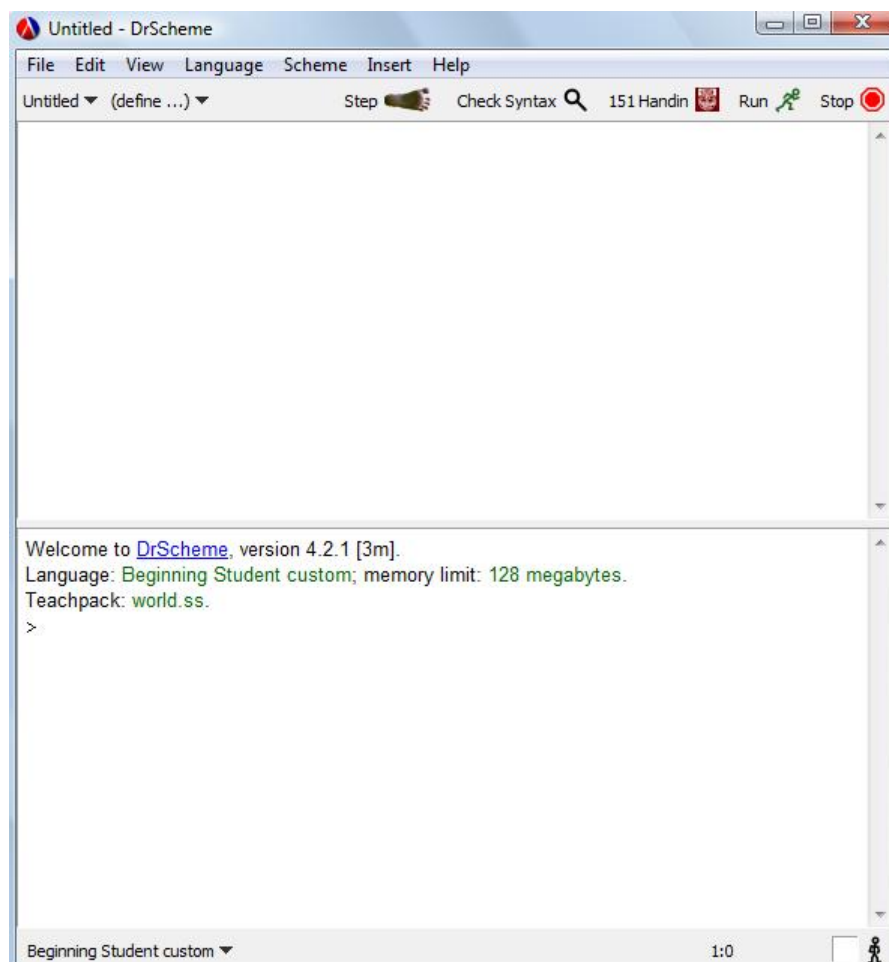 Untitled - DrScheme
File Edit View Language Scheme Insert Help
Untitled (define ...) Step Check Syntax 151 Handin Run Stop
Welcome to DrScheme, version 4.2.1 [3m].
Language: Beginning Student custom; memory limit: 128 megabytes.
Teachpack: world.ss.
>
Beginning Student custom 1:0